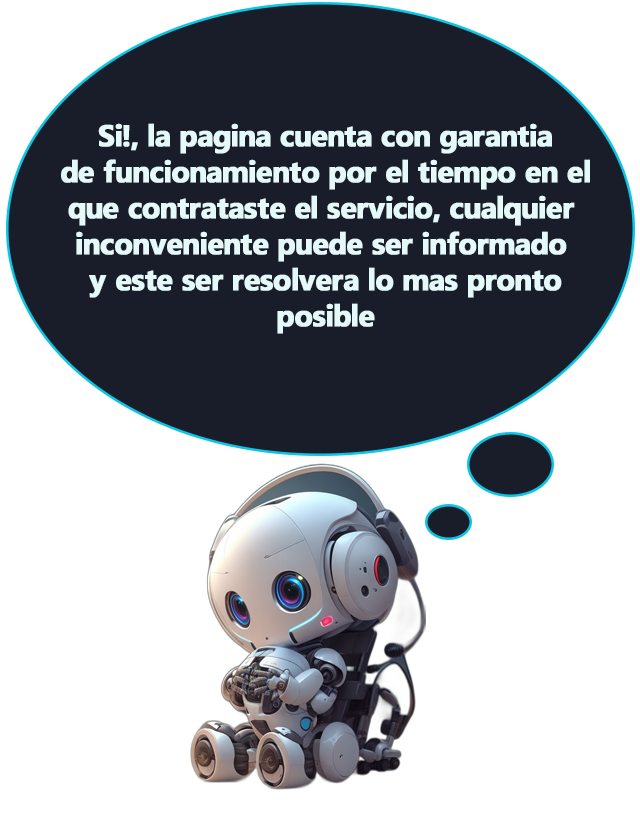 Si!, la pagina cuenta con garantia
de funcionamiento por el tiempo en el
que contrataste el servicio, cualquier
inconveniente puede ser informado
y este ser resolvera lo mas pronto
posible